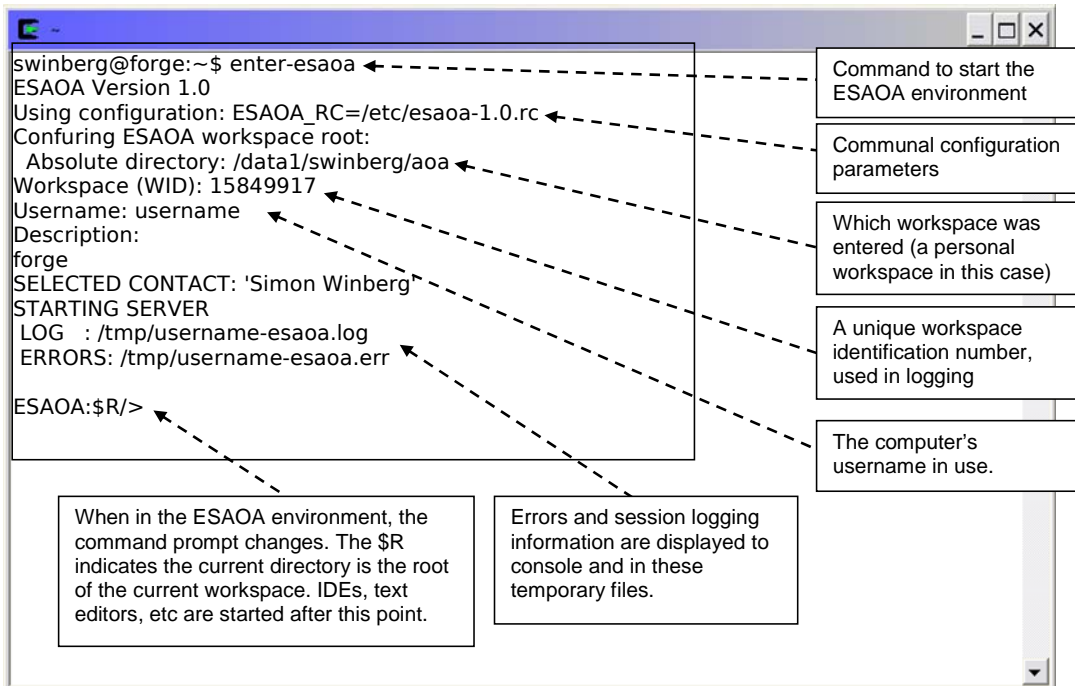 ~
swinberg@forge:~$ enter-esaoa
ESAOA Version 1.0
Using configuration: ESAOA_RC=/etc/esaoa-1.0.rc
Confuring ESAOA workspace root:
Absolute directory: /data1/swinberg/aoa
Workspace (WID): 15849917
Username: username
Description:
forge
SELECTED CONTACT: 'Simon Winberg'
STARTING SERVER
LOG : /tmp/username-esaoa.log
ERRORS: /tmp/username-esaoa.err
ESAOA:$R/>
Command to start the
ESAOA environment
Communal configuration
parameters
Which workspace was
entered (a personal
workspace in this case)
A unique workspace
identification number,
used in logging
The computer's
username in use.
When in the ESAOA environment, the
command prompt changes. The $R
indicates the current directory is the root
of the current workspace. IDEs, text
editors, etc are started after this point.
Errors and session logging
information are displayed to
console and in these
temporary files.